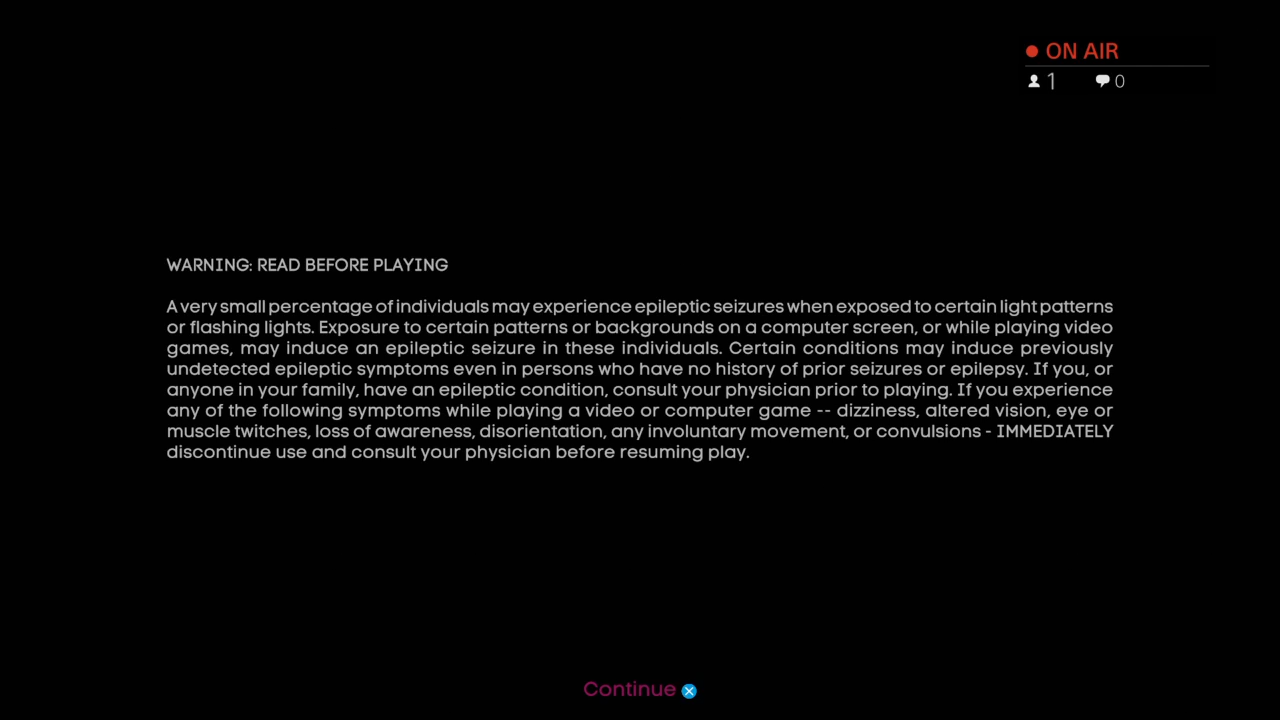 ON AIR
1 0
WARNING: READ BEFORE PLAYING
A very small percentage of individuals may experience epileptic seizures when exposed to certain light patterns
or flashing lights. Exposure to certain patterns or backgrounds on a computer screen, or while playing video
games, may induce an epileptic seizure in these individuals. Certain conditions may induce previously
undetected epileptic symptoms even in persons who have no history of prior seizures or epilepsy. If you, or
anyone in your family, have an epileptic condition, consult your physician prior to playing. If you experience
any of the following symptoms while playing a video or computer game -- dizziness, altered vision, eye or
muscle twitches, loss of awareness, disorientation, any involuntary movement, or convulsions - IMMEDIATELY
discontinue use and consult your physician before resuming play.
Continue